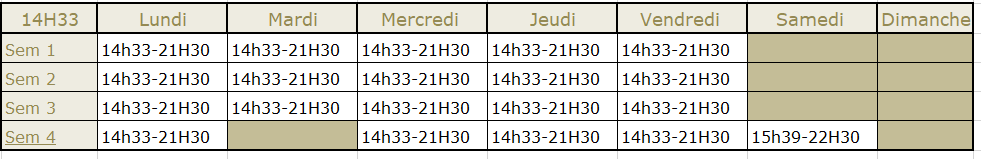 14H33 Lundi Mardi Mercredi Jeudi Vendredi Samedi Dimanche
Sem 1 14h33-21H30 14h33-21H30 14h33-21H30 14h33-21H30 14h33-21H30
Sem 2 14h33-21H30 14h33-21H30 14h33-21H30 14h33-21H30 14h33-21H30
Sem 3 14h33-21H30 14h33-21H30 14h33-21H30 14h33-21H30 14h33-21H30
Sem 4 14h33-21H30 14h33-21H30 14h33-21H30 14h33-21H30 15h39-22H30